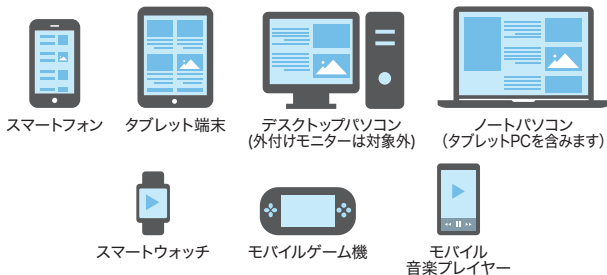 スマートフォン
タブレット端末
デスクトップパソコン
(外付けモニターは対象外)
ノートパソコン
(タブレットPCを含みます)
スマートウォッチ
モバイルゲーム機
モバイル
音楽プレイヤー